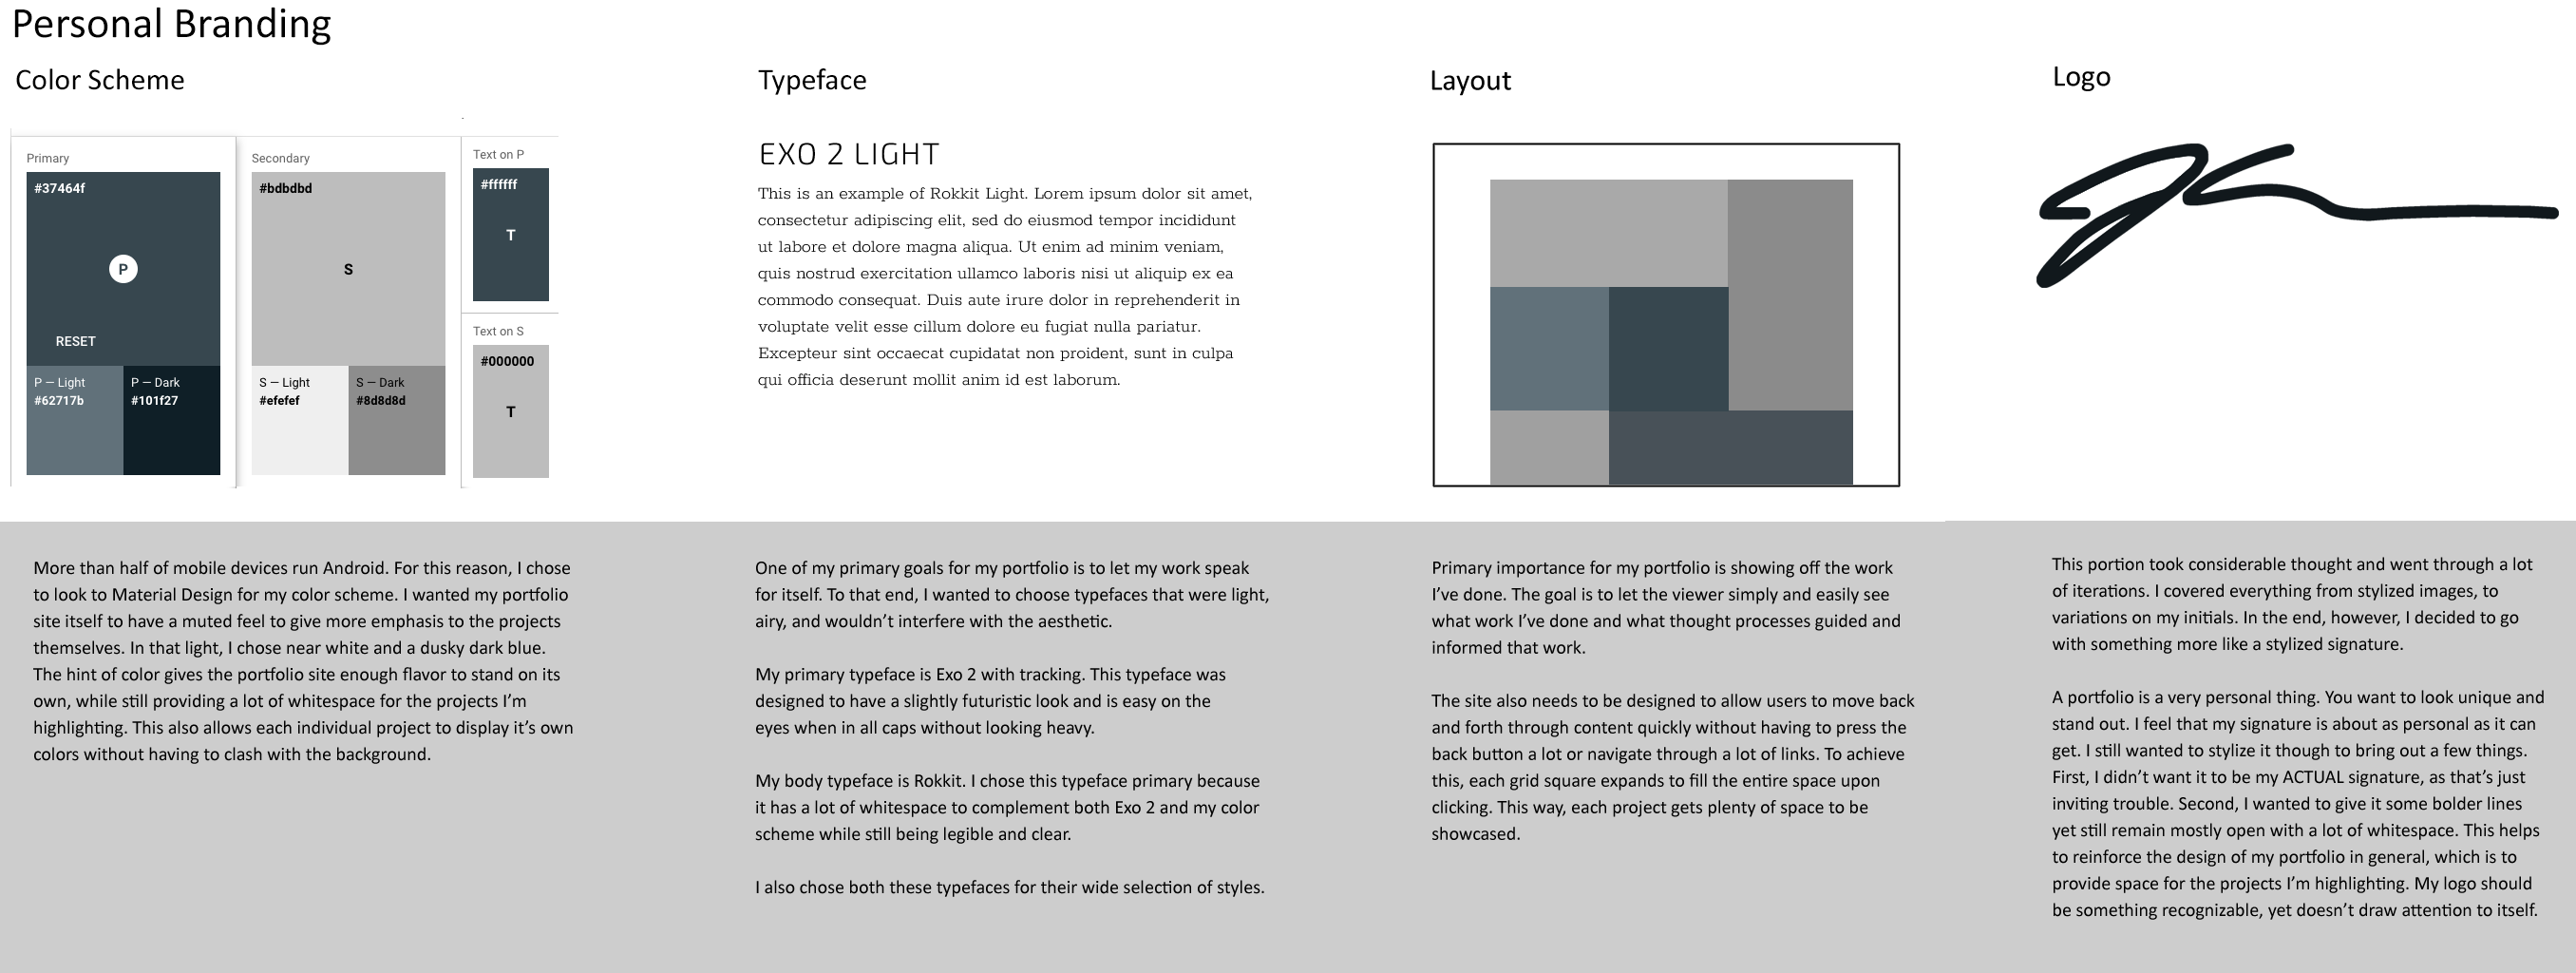 Personal Branding
Color Scheme
Primary
#37464f
P
RESET
P — Light
#62717b
P — Dark
#101f27
Secondary
#bdbdbd
S
S — Light
#efefef
S — Dark
#8d8d8d
Text on P
#ffffff
T
Text on S
#000000
T
More than half of mobile devices run Android. For this reason, I chose
to look to Material Design for my color scheme. I wanted my portfolio
site itself to have a muted feel to give more emphasis to the projects
themselves. In that light, I chose near white and a dusky dark blue.
The hint of color gives the portfolio site enough flavor to stand on its
own, while still providing a lot of whitespace for the projects I’m
highlighting. This also allows each individual project to display it’s own
colors without having to clash with the background.
Typeface
EXO 2 LIGHT
This is an example of Rokkit Light. Lorem ipsum dolor sit amet,
consectetur adipiscing elit, sed do eiusmod tempor incididunt
ut labore et dolore magna aliqua. Ut enim ad minim veniam,
quis nostrud exercitation ullamco laboris nisi ut aliquip ex ea
commodo consequat. Duis aute irure dolor in reprehenderit in
voluptate velit esse cillum dolore eu fugiat nulla pariatur.
Excepteur sint occaecat cupidatat non proident, sunt in culpa
qui officia deserunt mollit anim id est laborum.
One of my primary goals for my portfolio is to let my work speak
for itself. To that end, I wanted to choose typefaces that were light,
airy, and wouldn’t interfere with the aesthetic.
My primary typeface is Exo 2 with tracking. This typeface was
designed to have a slightly futuristic look and is easy on the
eyes when in all caps without looking heavy.
My body typeface is Rokkit. I chose this typeface primary because
it has a lot of whitespace to complement both Exo 2 and my color
scheme while still being legible and clear.
I also chose both these typefaces for their wide selection of styles.
Layout
Primary importance for my portfolio is showing off the work
I’ve done. The goal is to let the viewer simply and easily see
what work I’ve done and what thought processes guided and
informed that work.
The site also needs to be designed to allow users to move back
and forth through content quickly without having to press the
back button a lot or navigate through a lot of links. To achieve
this, each grid square expands to fill the entire space upon
clicking. This way, each project gets plenty of space to be
showcased.
Logo
This portion took considerable thought and went through a lot
of iterations. I covered everything from stylized images, to
variations on my initials. In the end, however, I decided to go
with something more like a stylized signature.
A portfolio is a very personal thing. You want to look unique and
stand out. I feel that my signature is about as personal as it can
get. I still wanted to stylize it though to bring out a few things.
First, I didn’t want it to be my ACTUAL signature, as that’s just
inviting trouble. Second, I wanted to give it some bolder lines
yet still remain mostly open with a lot of whitespace. This helps
to reinforce the design of my portfolio in general, which is to
provide space for the projects I’m highlighting. My logo should
be something recognizable, yet doesn’t draw attention to itself.